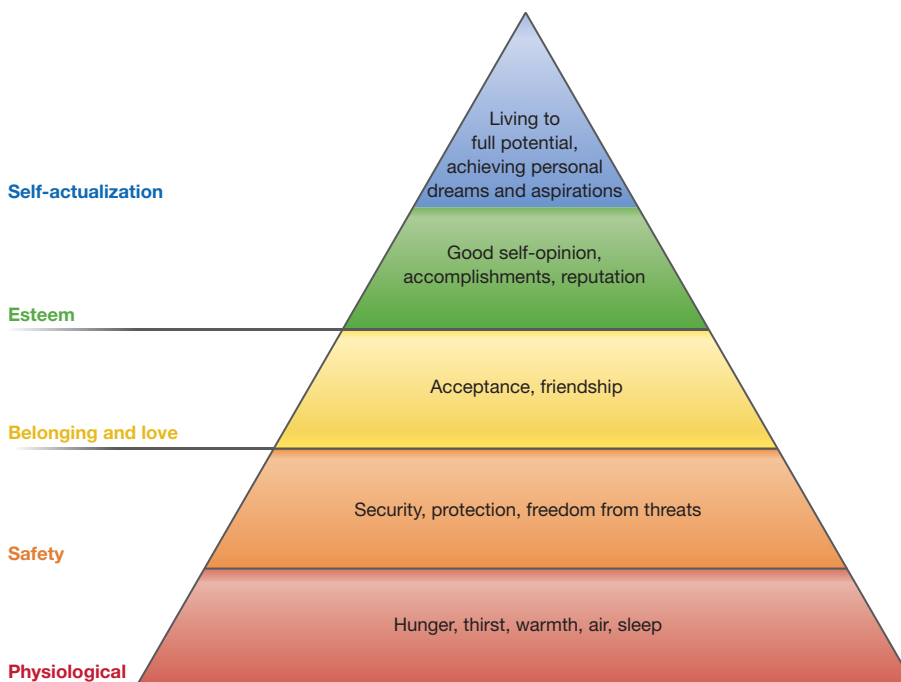 Living to
full potential,
achieving personal
dreams and aspirations
Self-actualization
Good self-opinion,
accomplishments, reputation
Esteem
Acceptance, friendship
Belonging and love
Security, protection, freedom from threats
Safety
Hunger, thirst, warmth, air, sleep
Physiological